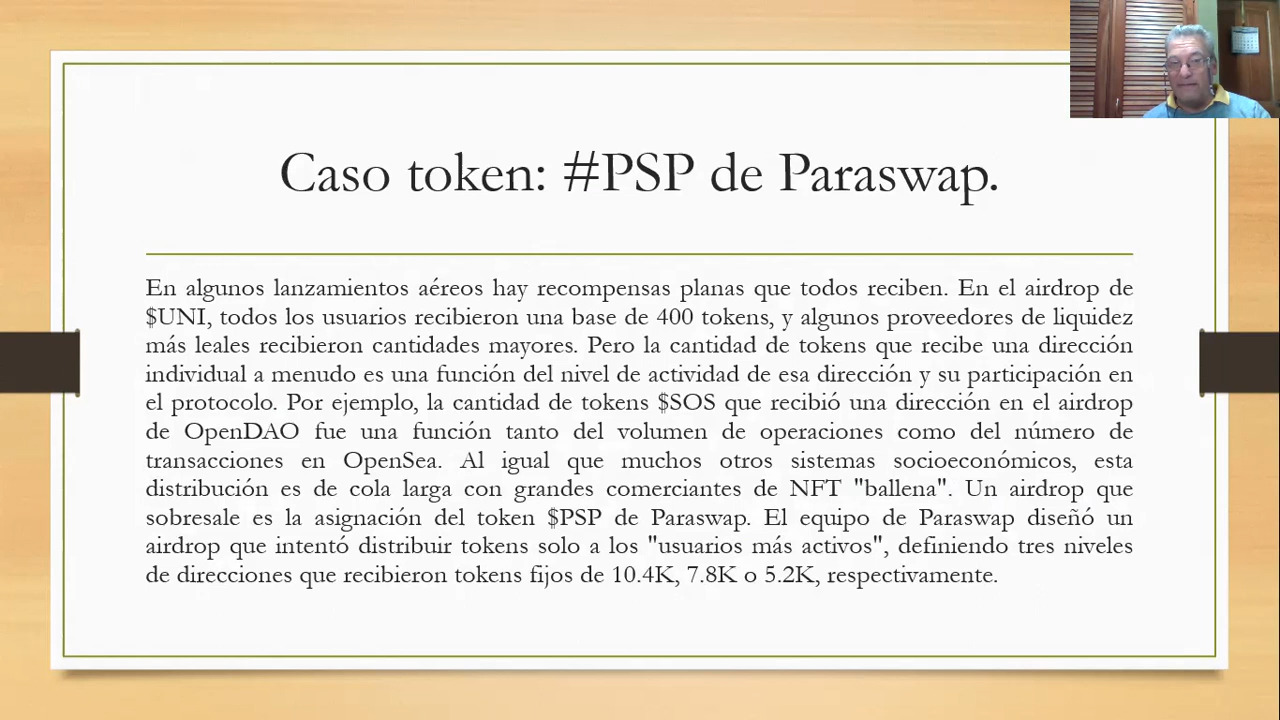 Caso token: #PSP de Paraswap.
En algunos lanzamientos aéreos hay recompensas planas que todos reciben. En el airdrop de
$UNI, todos los usuarios recibieron una base de 400 tokens, y algunos proveedores de liquidez
más leales recibieron cantidades mayores. Pero la cantidad de tokens que recibe una dirección
individual a menudo es una función del nivel de actividad de esa dirección y su participación en
el protocolo. Por ejemplo, la cantidad de tokens $SOS que recibió una dirección en el airdrop
de OpenDAO fue una función tanto del volumen de operaciones como del número de
transacciones en OpenSea. Al igual que muchos otros sistemas socioeconómicos, esta
distribución es de cola larga con grandes comerciantes de NFT "ballena". Un airdrop que
sobresale es la asignación del token $PSP de Paraswap. El equipo de Paraswap diseñó un
airdrop que intentó distribuir tokens solo a los "usuarios más activos", definiendo tres niveles
de direcciones que recibieron tokens fijos de 10.4K, 7.8K o 5.2K, respectivamente.